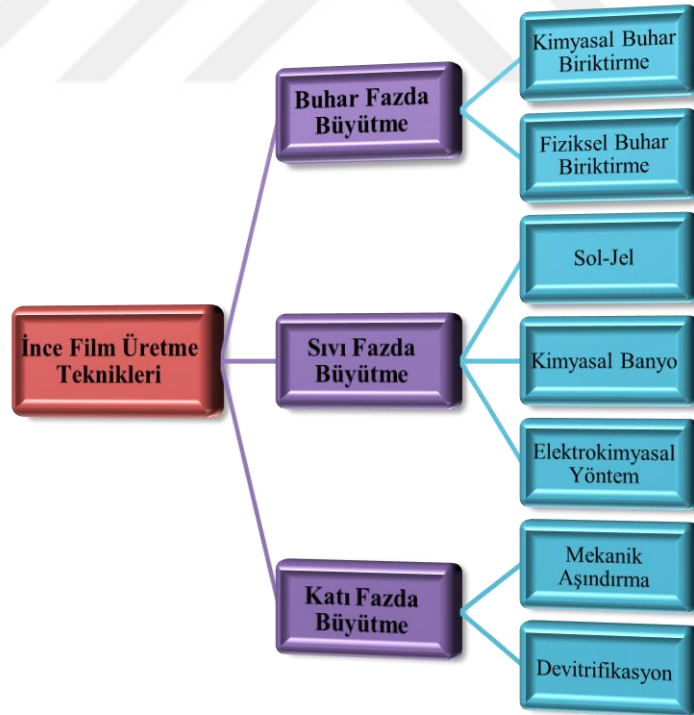 İnce Film Üretme
Teknikleri
Buhar Fazda
Büyütme
Kimyasal Buhar
Biriktirme
Fiziksel Buhar
Biriktirme
Sıvı Fazda
Büyütme
Sol-Jel
Kimyasal Banyo
Elektrokimyasal
Yöntem
Katı Fazda
Büyütme
Mekanik
Aşındırma
Devitrifikasyon